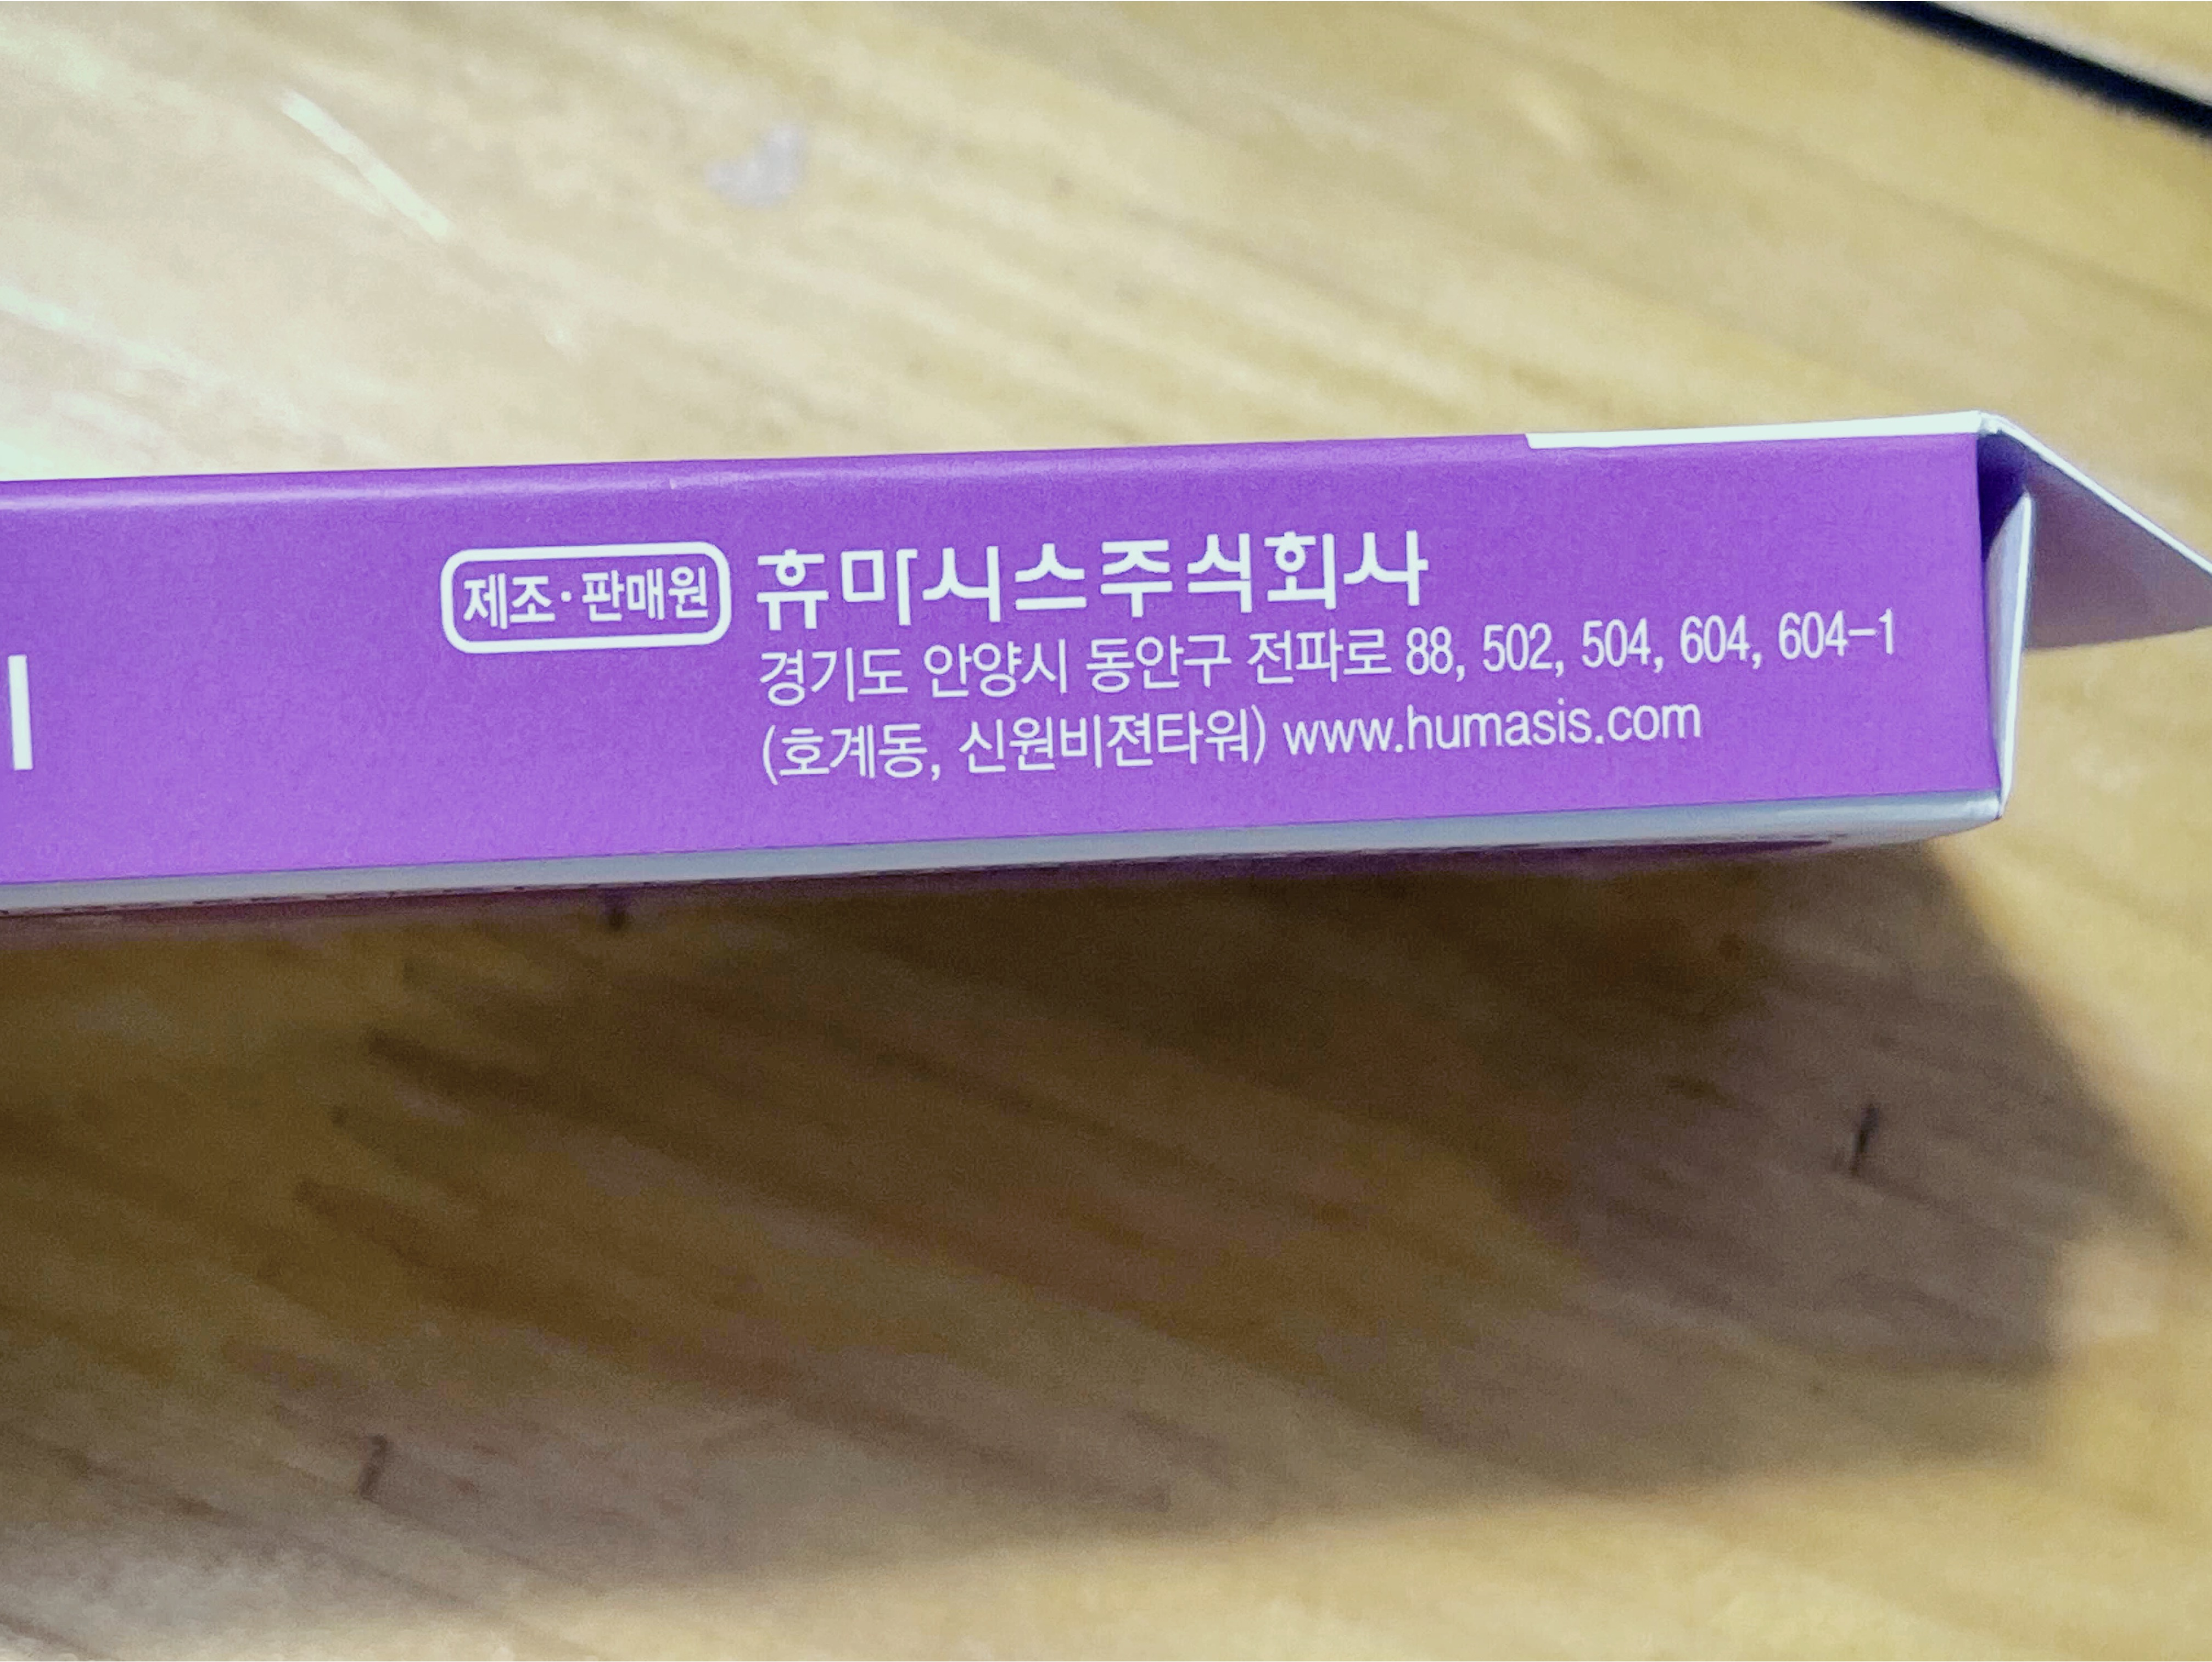 제조·판매원 휴마시스주식회사
경기도 안양시 동안구 전파로 88, 502, 504, 604, 604-1
(호계동, 신원비젼타워) www.humasis.com